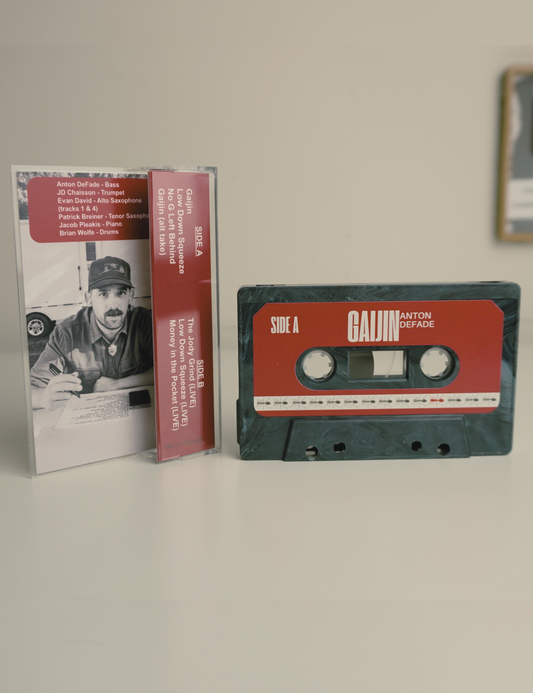 Anton DeFade - Bass
JD Chaisson - Trumpet
Evan David - Alto Saxophone
(tracks 1 & 4)
Patrick Breiner - Tenor Saxopho
Jacob Pleakis - Piano
Brian Wolfe - Drums
SIDE A
Gaijin
Low Down Squeeze
No G Left Behind
Gaijin (alt take)
SIDE B
The Jody Grind (LIVE)
Low Down Squeeze (LIVE)
Money in the Pocket (LIVE)
SIDE A
GAIJIN
ANTON
DEFADE